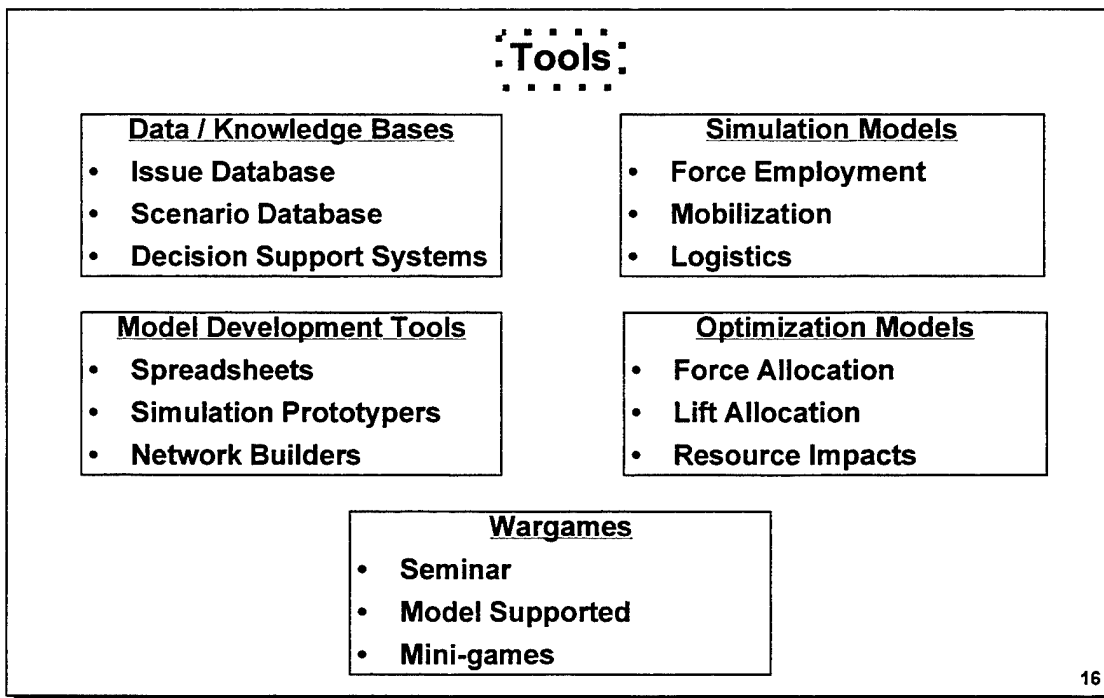 Tools
Data / Knowledge Bases
• Issue Database
• Scenario Database
• Decision Support Systems
Simulation Models
• Force Employment
• Mobilization
• Logistics
Model Development Tools
• Spreadsheets
• Simulation Prototypers
• Network Builders
Optimization Models
• Force Allocation
• Lift Allocation
• Resource Impacts
Wargames
• Seminar
• Model Supported
• Mini-games
16